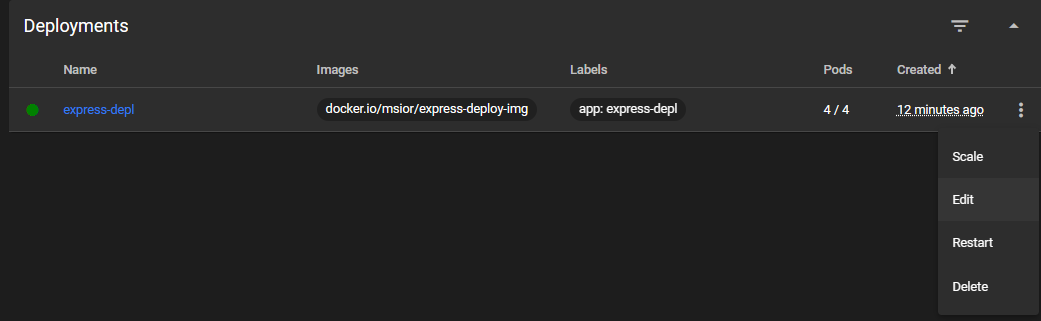 Deployments
Name Images Labels Pods Created
express-depl docker.io/msior/express-deploy-img app: express-depl 4 / 4 12 minutes ago
Scale
Edit
Restart
Delete